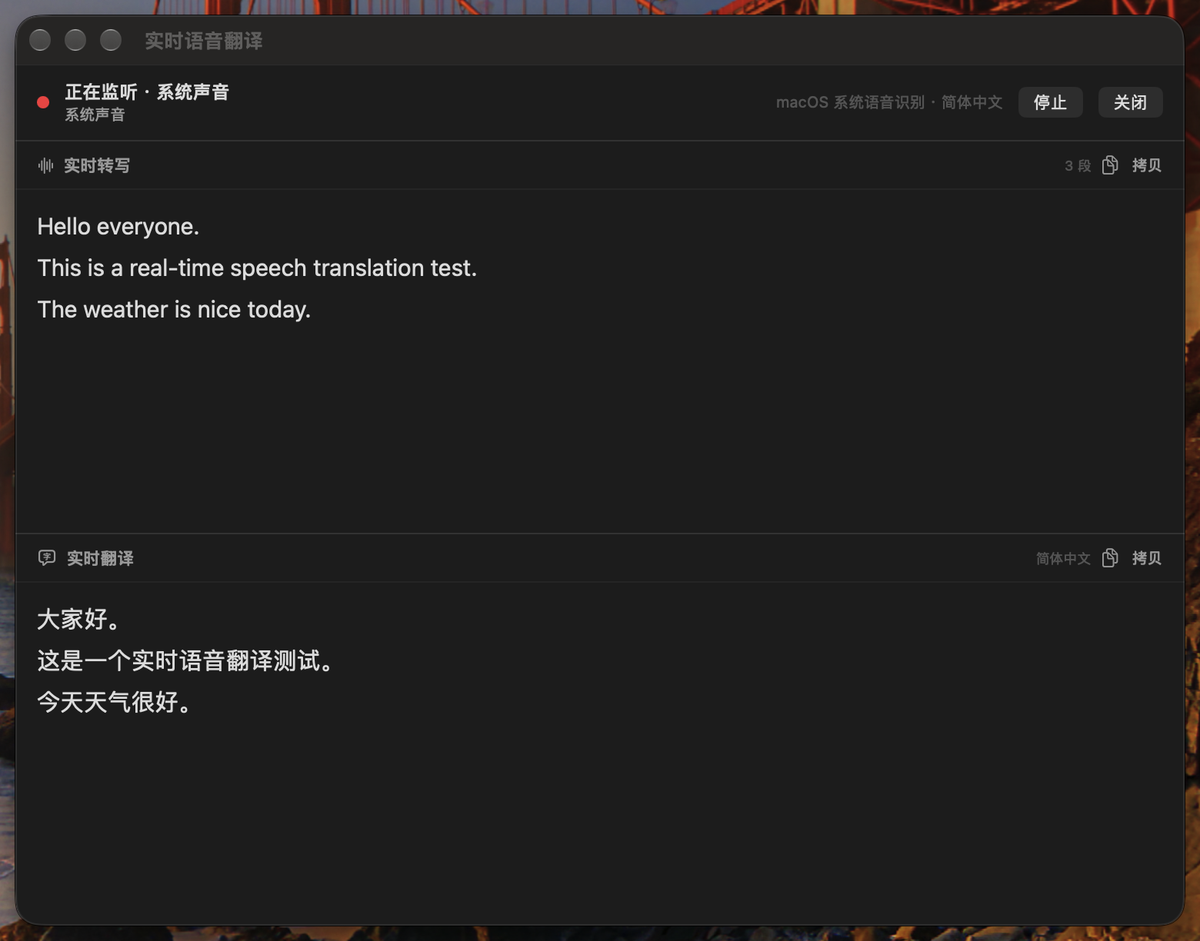 实时语音翻译
正在监听 · 系统声音
系统声音
macOS 系统语音识别 · 简体中文
停止
关闭
实时转写
3 段
拷贝
Hello everyone.
This is a real-time speech translation test.
The weather is nice today.
实时翻译
简体中文
拷贝
大家好。
这是一个实时语音翻译测试。
今天天气很好。